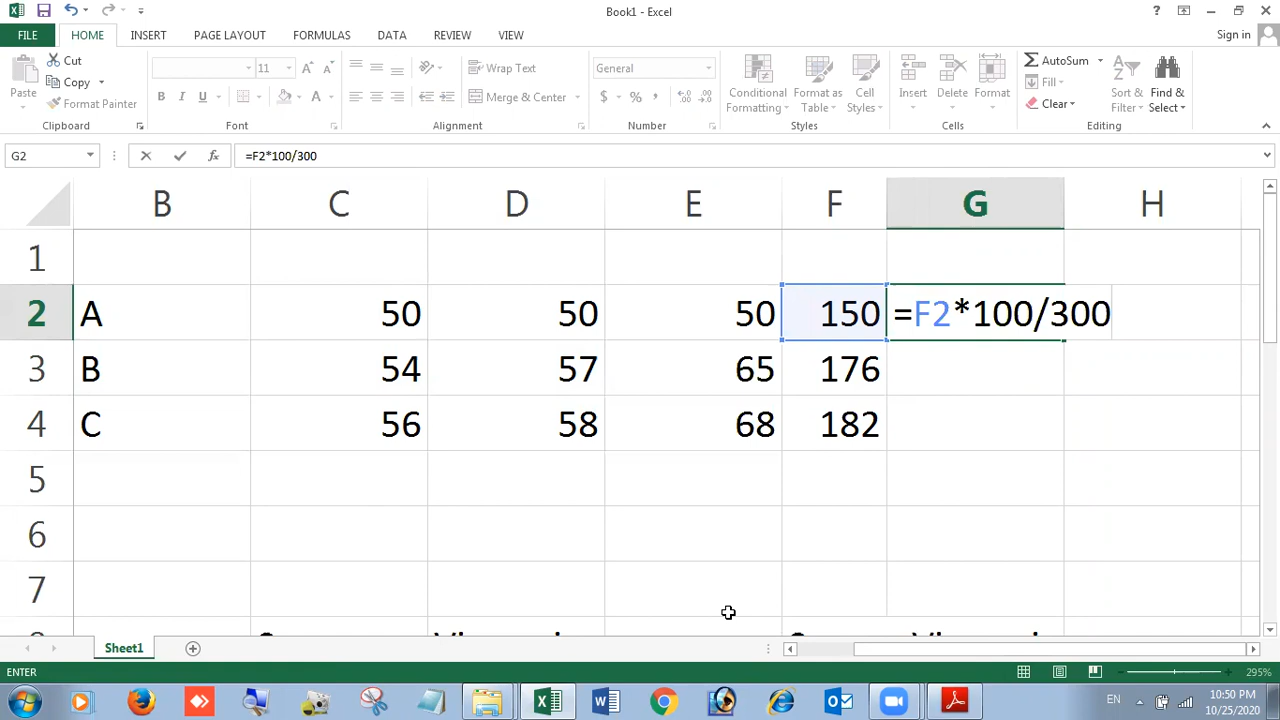 Book1 - Excel
?
FILE HOME INSERT PAGE LAYOUT FORMULAS DATA REVIEW VIEW Sign in
Paste
Cut
Copy
Format Painter
Clipboard
11 A A
B I U A
Font
Wrap Text
Merge & Center
Alignment
General
$ % ,
Number
Conditional Formatting
Format as Table
Cell Styles
Styles
Insert Delete Format
Cells
AutoSum
Fill
Clear
Sort & Filter
Find & Select
Editing
G2 fx =F2*100/300
B C D E F G H
1
2 A 50 50 50 150 =F2*100/300
3 B 54 57 65 176
4 C 56 58 68 182
5
6
7
Sheet1
ENTER 295%
EN 10:50 PM
10/25/2020